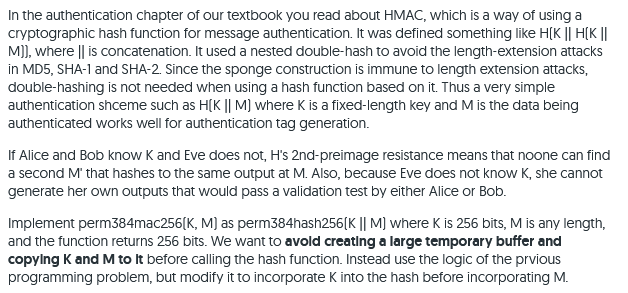 In the authentication chapter of our textbook you read about HMAC, which is a way of using a
cryptographic hash function for message authentication. It was defined something like H(K || H(K ||
M)), where || is concatenation. It used a nested double-hash to avoid the length-extension attacks
in MD5, SHA-1 and SHA-2. Since the sponge construction is immune to length extension attacks,
double-hashing is not needed when using a hash function based on it. Thus a very simple
authentication shceme such as H(K || M) where K is a fixed-length key and M is the data being
authenticated works well for authentication tag generation.
If Alice and Bob know K and Eve does not, H's 2nd-preimage resistance means that noone can find
a second M' that hashes to the same output at M. Also, because Eve does not know K, she cannot
generate her own outputs that would pass a validation test by either Alice or Bob.
Implement perm384mac256(K, M) as perm384hash256(K || M) where K is 256 bits, M is any length,
and the function returns 256 bits. We want to avoid creating a large temporary buffer and
copying K and M to it before calling the hash function. Instead use the logic of the prvious
programming problem, but modify it to incorporate K into the hash before incorporating M.